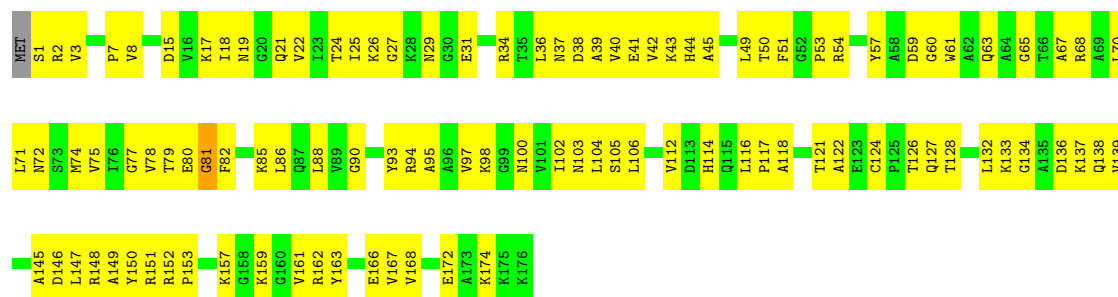 MET S1 R2 V3 P7 V8 D15 V16 K17 I18 N19 G20 Q21 V22 I23 T24 I25 K26 G27 K28 N29 G30 E31 R34 T35 L36 N37 D38 A39 V40 E41 V42 K43 H44 A45 L49 T50 F51 G52 P53 R54 Y57 A58 D59 G60 W61 A62 Q63 A64 G65 T66 A67 R68 A69 L70
L71 N72 S73 M74 V75 I76 G77 V78 T79 E80 G81 F82 K85 L86 Q87 L88 V89 G90 Y93 R94 A95 A96 V97 K98 G99 N100 V101 I102 N103 L104 S105 L106 V112 D113 H114 Q115 L116 P117 A118 T121 A122 E123 C124 P125 T126 Q127 T128 L132 K133 G134 A135 D136 K137 Q138 V139
A145 D146 L147 R148 A149 Y150 R151 R152 P153 K157 G158 K159 G160 V161 R162 Y163 E166 V167 V168 E172 A173 K174 K175 K176